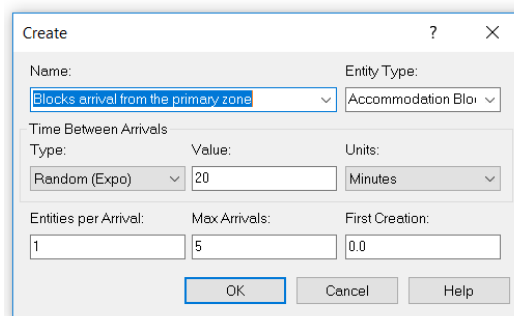 Create ?
Name: Entity Type:
Blocks arrival from the primary zone Accommodation Blo
Time Between Arrivals
Type: Value: Units:
Random (Expo) 20 Minutes
Entities per Arrival: Max Arrivals: First Creation:
1 5 0.0
OK Cancel Help